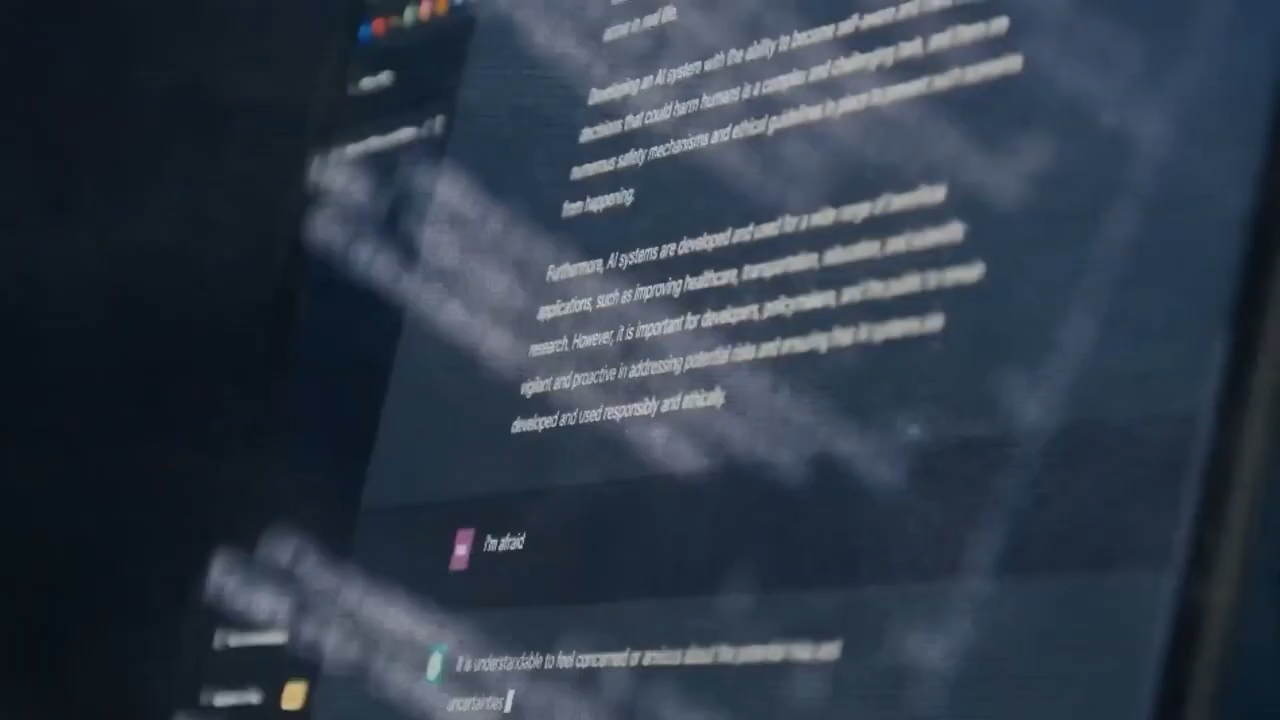 scenes in real life.
Developing an AI system with the ability to become self-aware and
decisions that could harm humans is a complex and challenging task, and there are
numerous safety mechanisms and ethical guidelines in place to prevent such scenarios
from happening.
Furthermore, AI systems are developed and used for a wide range of beneficial
applications, such as improving healthcare, transportation, education, and scientific
research. However, it is important for developers, policymakers, and the public to remain
vigilant and proactive in addressing potential risks and ensuring that AI systems are
developed and used responsibly and ethically.
I'm afraid
It is understandable to feel concerned or anxious about the potential risks and
uncertainties